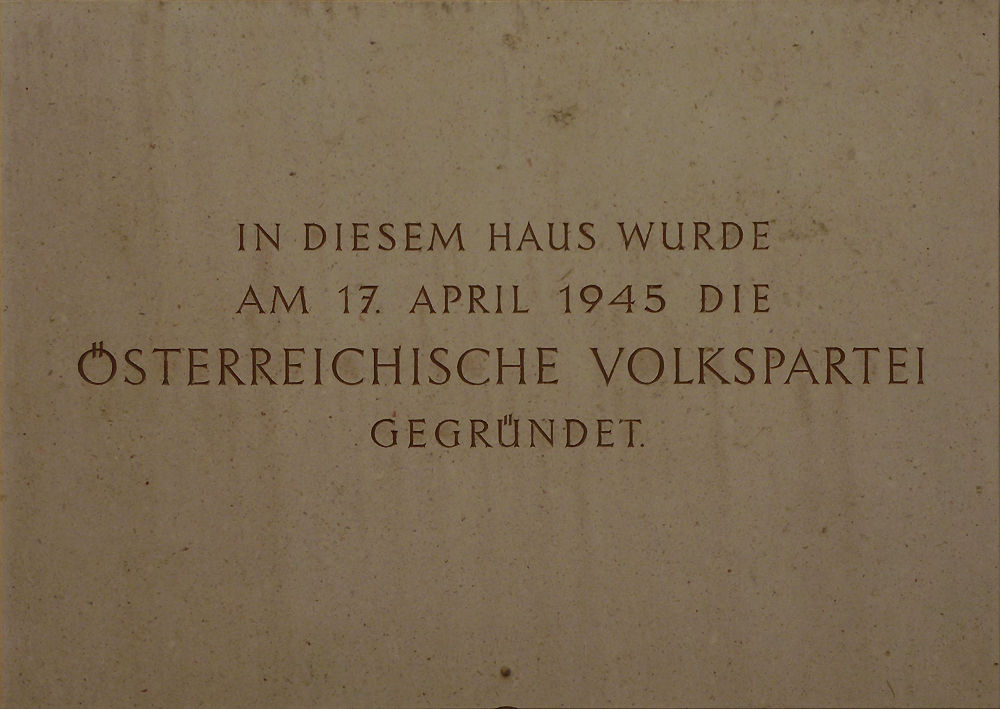 IN DIESEM HAUS WURDE
AM 17. APRIL 1945 DIE
ÖSTERREICHISCHE VOLKSPARTEI
GEGRÜNDET.